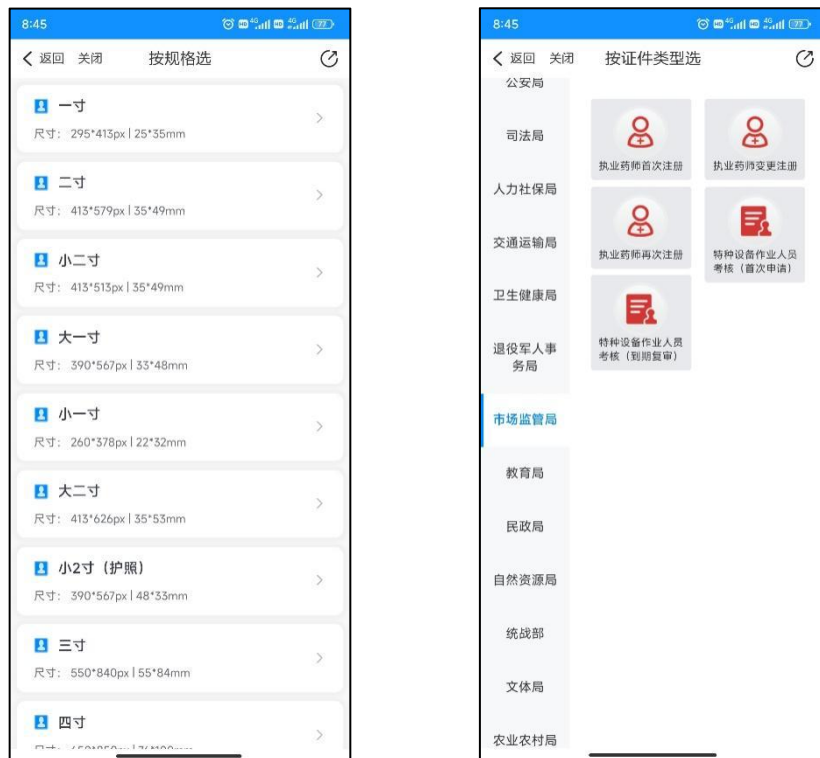 8:45
返回 关闭 按规格选
一寸
尺寸: 295*413px | 25*35mm
二寸
尺寸: 413*579px | 35*49mm
小二寸
尺寸: 413*513px | 35*49mm
大一寸
尺寸: 390*567px | 33*48mm
小一寸
尺寸: 260*378px | 22*32mm
大二寸
尺寸: 413*626px | 35*53mm
小2寸（护照）
尺寸: 390*567px | 48*33mm
三寸
尺寸: 550*840px | 55*84mm
四寸
8:45
返回 关闭 按证件类型选
公安局
司法局
人力社保局
交通运输局
卫生健康局
退役军人事
务局
市场监管局
教育局
民政局
自然资源局
统战部
文体局
农业农村局
执业药师首次注册 执业药师变更注册
执业药师再次注册 特种设备作业人员
考核（首次申请）
特种设备作业人员
考核（到期复审）